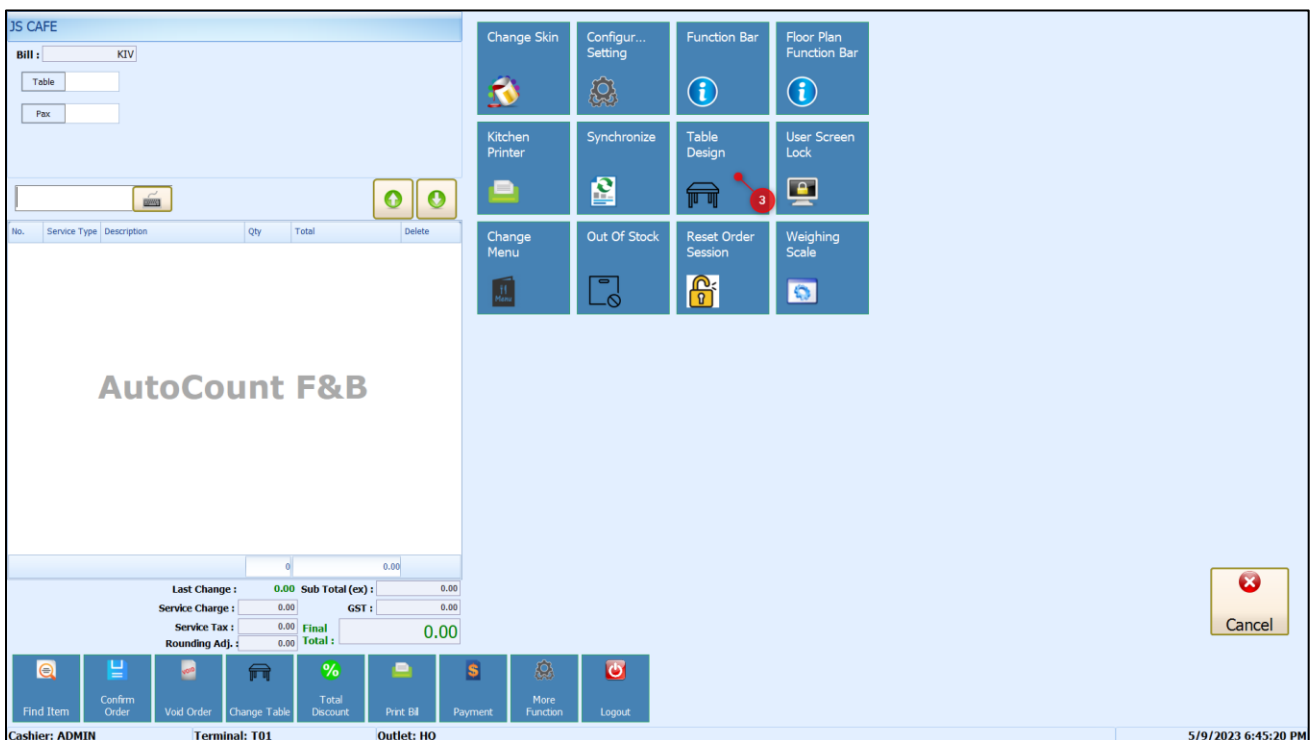 JS CAFE
Bill : KIV
Table
Pax
No. Service Type Description Qty Total Delete
AutoCount F&B
0 0.00
Last Change : 0.00 Sub Total (ex) : 0.00
Service Charge : 0.00 GST : 0.00
Service Tax : 0.00 Final Total : 0.00
Rounding Adj. : 0.00
Find Item
Confirm
Order
Void Order
Change Table
Total
Discount
Print Bill
Payment
More
Function
Logout
Change Skin
Configur...
Setting
Function Bar
Floor Plan
Function Bar
Kitchen
Printer
Synchronize
Table
Design
3
User Screen
Lock
Change
Menu
Menu
Out Of Stock
Reset Order
Session
Weighing
Scale
Cancel
Cashier: ADMIN Terminal: T01 Outlet: HQ 5/9/2023 6:45:20 PM